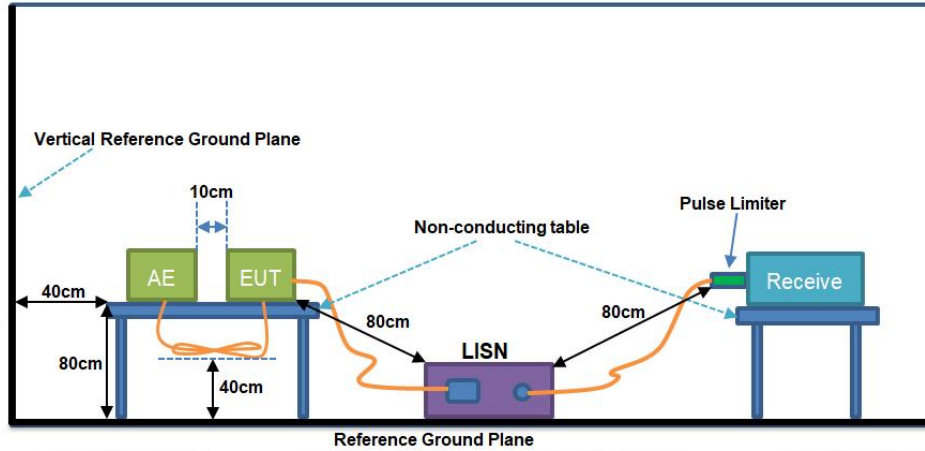 Vertical Reference Ground Plane
10cm
Pulse Limiter
Non-conducting table
AE
EUT
Receive
40cm
80cm
80cm
80cm
LISN
40cm
Reference Ground Plane